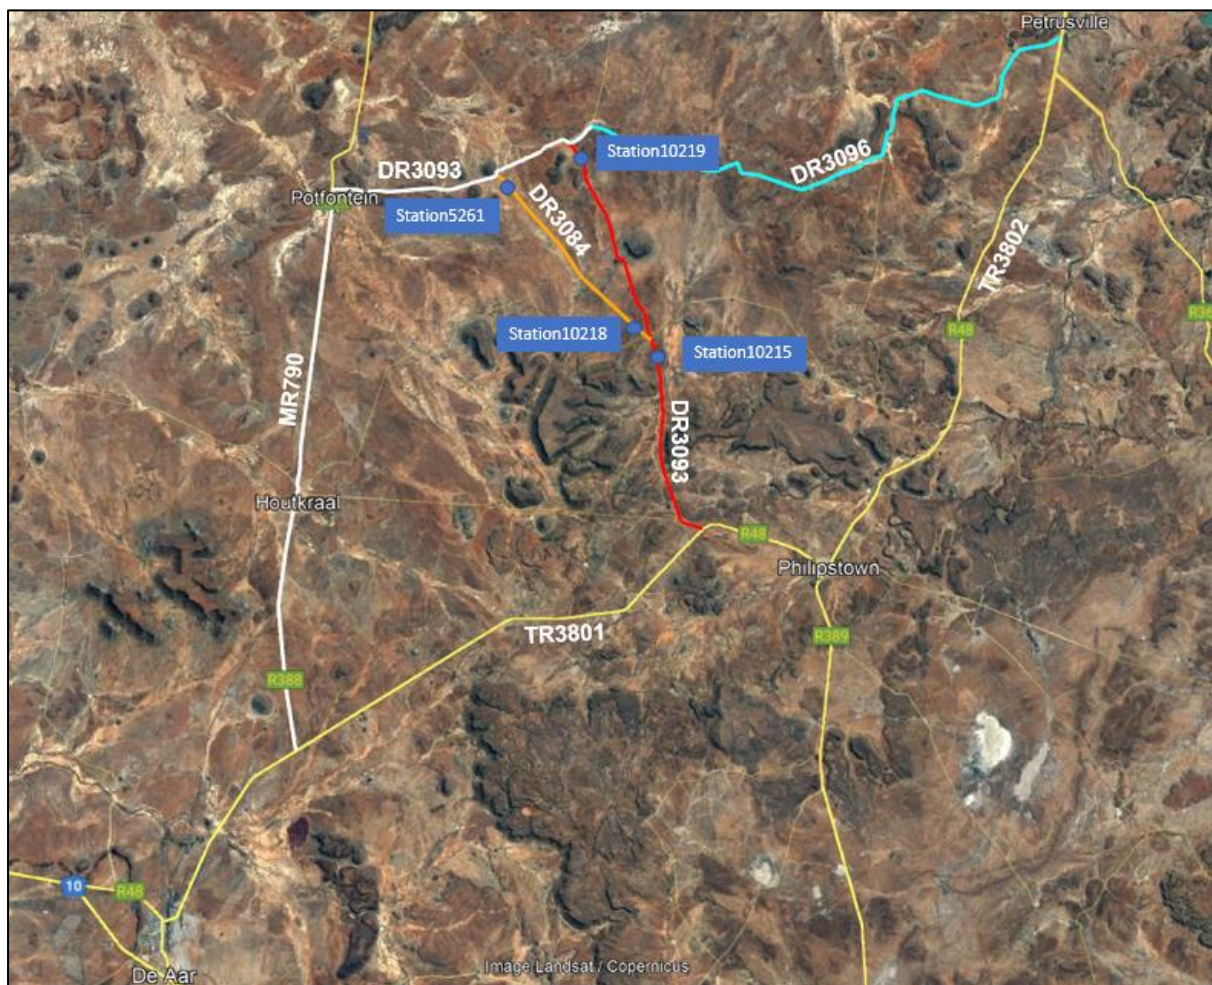 Petrusville
Station10219
DR3093
DR3096
Potfontein
Station5261
DR3084
TR3802
R48
Station10218
Station10215
MR790
DR3093
Houtkraal
R48
Philipstown
TR3801
R389
R388
10
R48
De Aar
Image Landsat / Copernicus